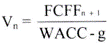 Vₙ = FCFFₙ₊₁
WACC - g